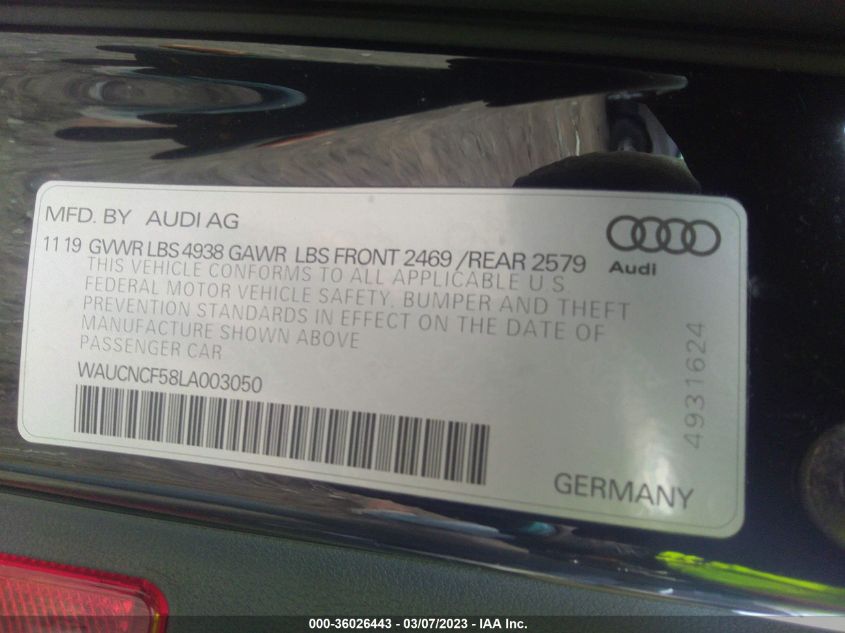 MFD. BY AUDI AG
11 19 GVWR LBS 4938 GAWR LBS FRONT 2469 /REAR 2579
THIS VEHICLE CONFORMS TO ALL APPLICABLE U S
FEDERAL MOTOR VEHICLE SAFETY, BUMPER AND THEFT
PREVENTION STANDARDS IN EFFECT ON THE DATE OF
MANUFACTURE SHOWN ABOVE
PASSENGER CAR
WAUCNCF58LA003050
Audi
4931624
GERMANY
000-36026443 — 03/07/2023 — IAA Inc.